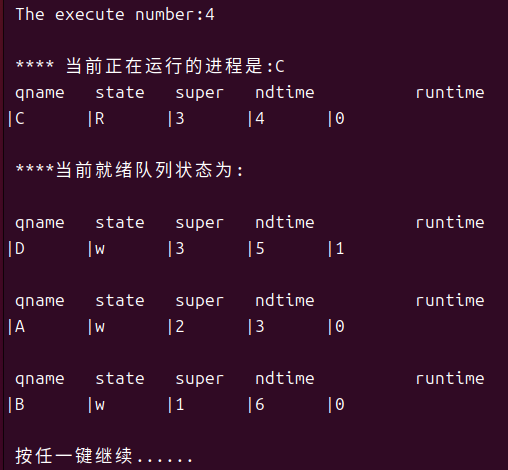 The execute number:4
**** 当前正在运行的进程是:C
qname state super ndtime runtime
|C |R |3 |4 |0
****当前就绪队列状态为:
qname state super ndtime runtime
|D |w |3 |5 |1
qname state super ndtime runtime
|A |w |2 |3 |0
qname state super ndtime runtime
|B |w |1 |6 |0
按任一键继续......